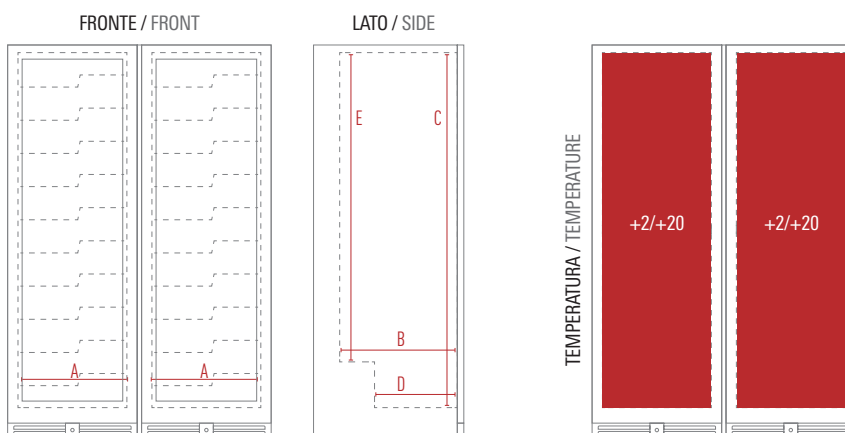 FRONTE / FRONT
LATO / SIDE
E
C
B
D
A
A
TEMPERATURA / TEMPERATURE
+2/+20
+2/+20